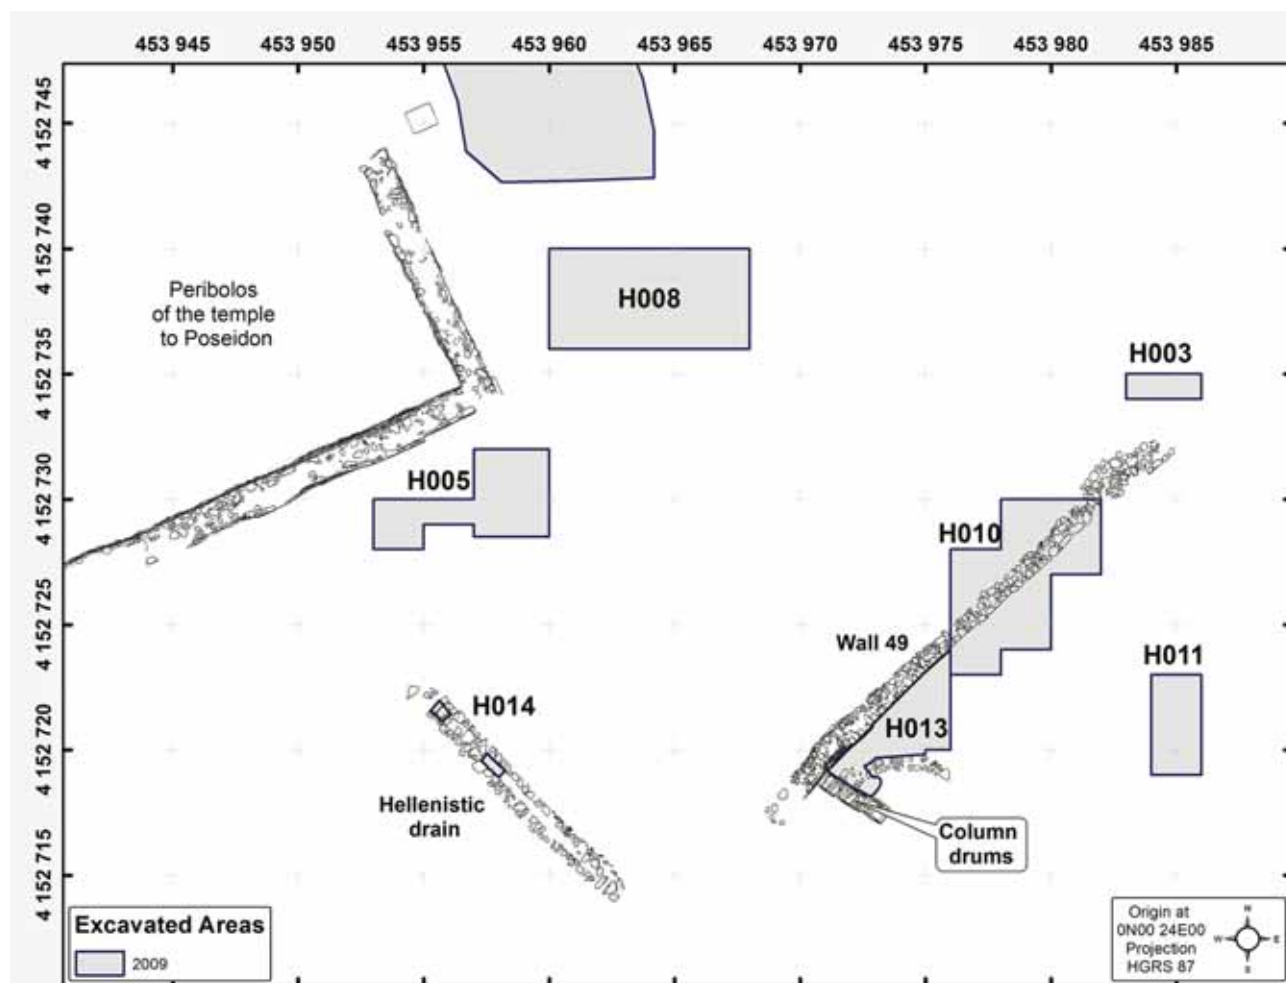 453 945 453 950 453 955 453 960 453 965 453 970 453 975 453 980 453 985
4 152 745
4 152 740
4 152 735
4 152 730
4 152 725
4 152 720
4 152 715
Peribolos
of the temple
to Poseidon
H008
H003
H005
H010
Wall 49
H011
H014
H013
Hellenistic
drain
Column
drums
Excavated Areas
2009
Origin at
0N00 24E00
Projection
HGRS 87
N
W E
S